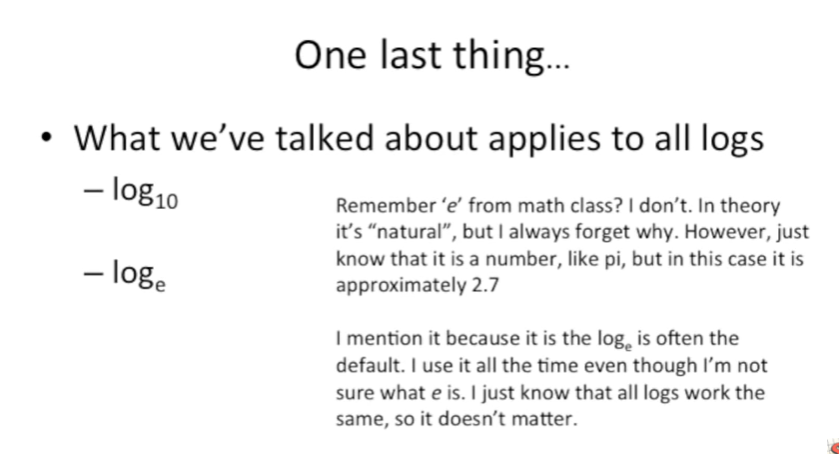 One last thing...
• What we've talked about applies to all logs
– log₁₀
– logₑ
Remember ‘e’ from math class? I don’t. In theory
it’s “natural”, but I always forget why. However, just
know that it is a number, like pi, but in this case it is
approximately 2.7
I mention it because it is the logₑ is often the
default. I use it all the time even though I’m not
sure what e is. I just know that all logs work the
same, so it doesn’t matter.